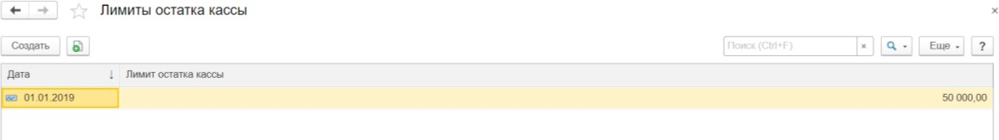 Лимиты остатка кассы
Создать Поиск (Ctrl+F) Еще ?
Дата Лимит остатка кассы
01.01.2019 50 000,00